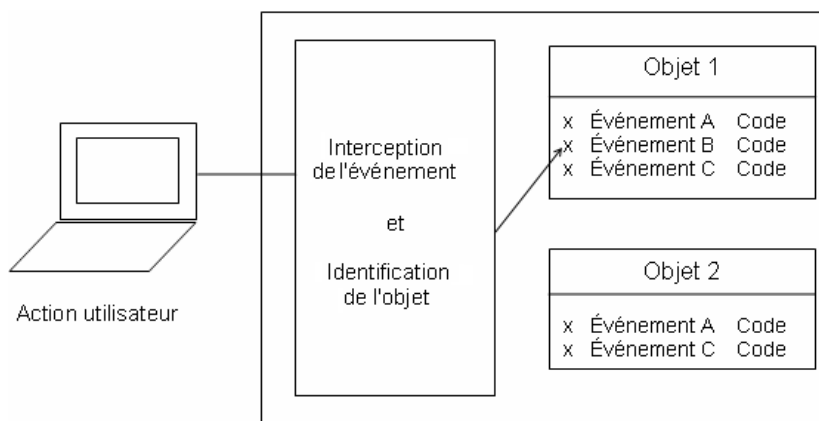 Action utilisateur
Interception
de l'événement
et
Identification
de l'objet
Objet 1
x Événement A Code
x Événement B Code
x Événement C Code
Objet 2
x Événement A Code
x Événement C Code